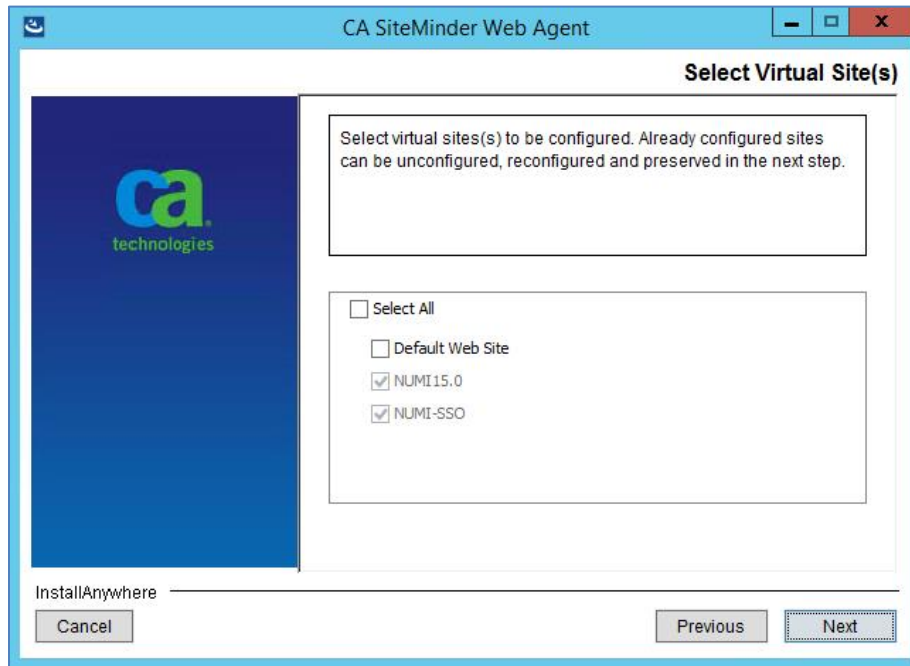 CA SiteMinder Web Agent
Select Virtual Site(s)
ca.
technologies
Select virtual sites(s) to be configured. Already configured sites
can be unconfigured, reconfigured and preserved in the next step.
Select All
Default Web Site
NUMI15.0
NUMI-SSO
InstallAnywhere
Cancel
Previous
Next